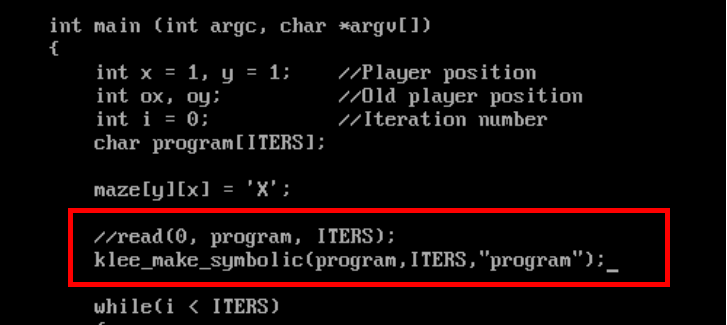 int main (int argc, char *argv[])
{
int x = 1, y = 1; //Player position
int ox, oy; //Old player position
int i = 0; //Iteration number
char program[ITERS];
maze[y][x] = 'X';
//read(0, program, ITERS);
klee_make_symbolic(program,ITERS,"program");_
while(i < ITERS)